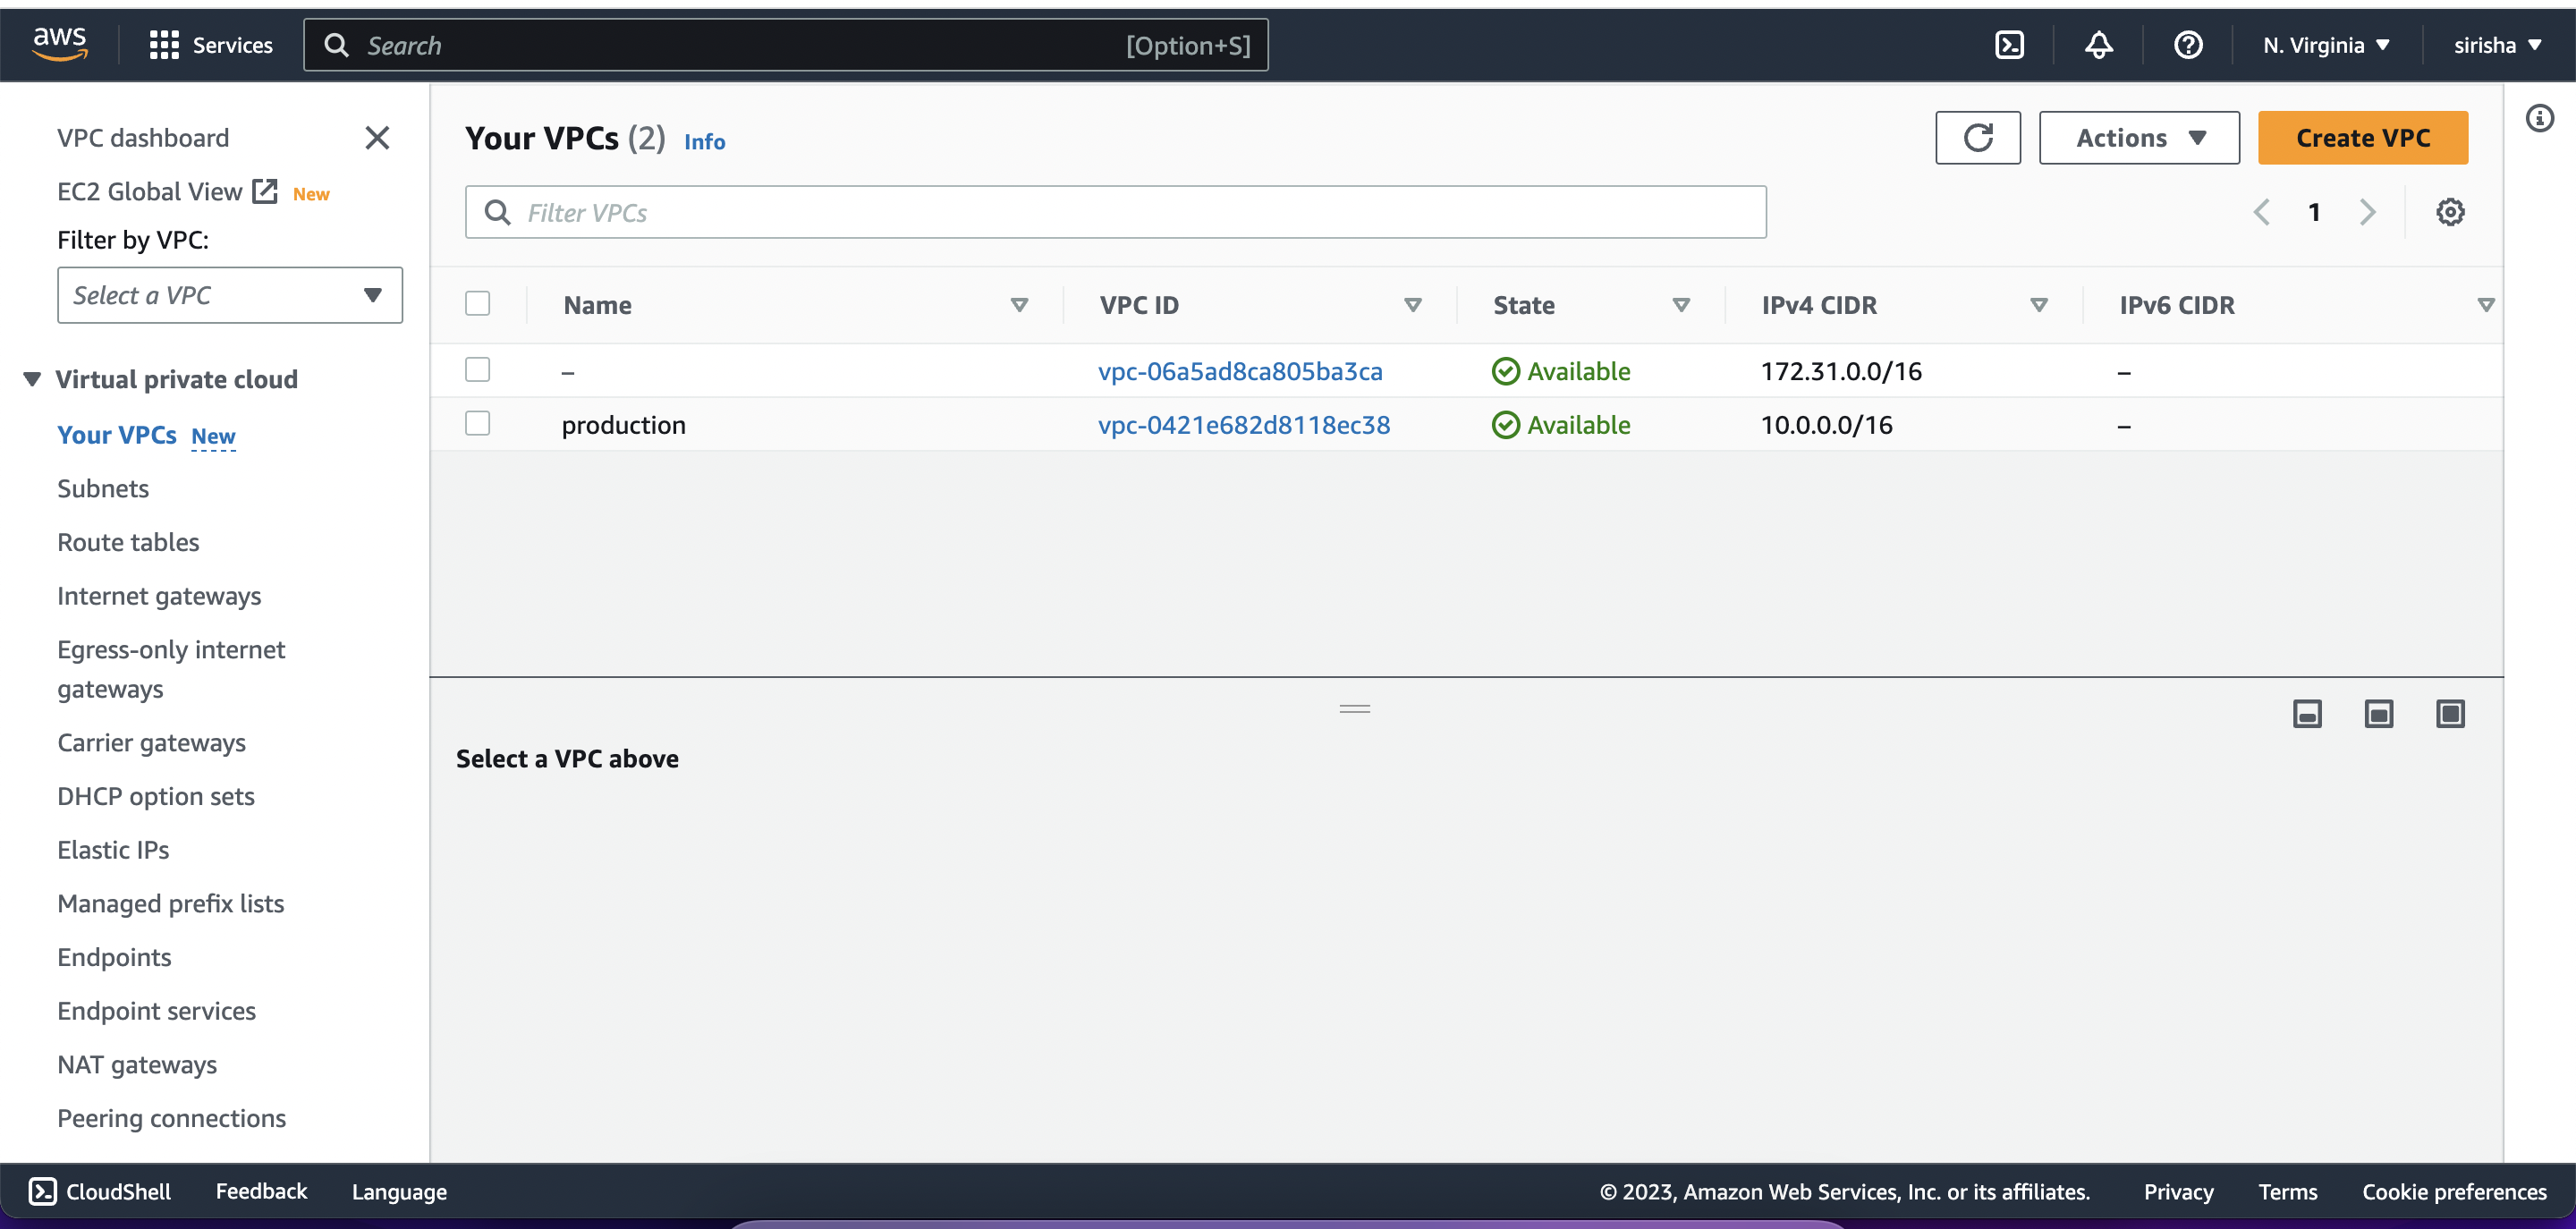 aws
Services
Search
[Option+S]
N. Virginia
sirisha
VPC dashboard
EC2 Global View New
Filter by VPC:
Select a VPC
Virtual private cloud
Your VPCs New
Subnets
Route tables
Internet gateways
Egress-only internet
gateways
Carrier gateways
DHCP option sets
Elastic IPs
Managed prefix lists
Endpoints
Endpoint services
NAT gateways
Peering connections
Your VPCs (2) Info
Actions
Create VPC
Filter VPCs
1
Name VPC ID State IPv4 CIDR IPv6 CIDR
– vpc-06a5ad8ca805ba3ca Available 172.31.0.0/16 –
production vpc-0421e682d8118ec38 Available 10.0.0.0/16 –
Select a VPC above
CloudShell Feedback Language © 2023, Amazon Web Services, Inc. or its affiliates. Privacy Terms Cookie preferences